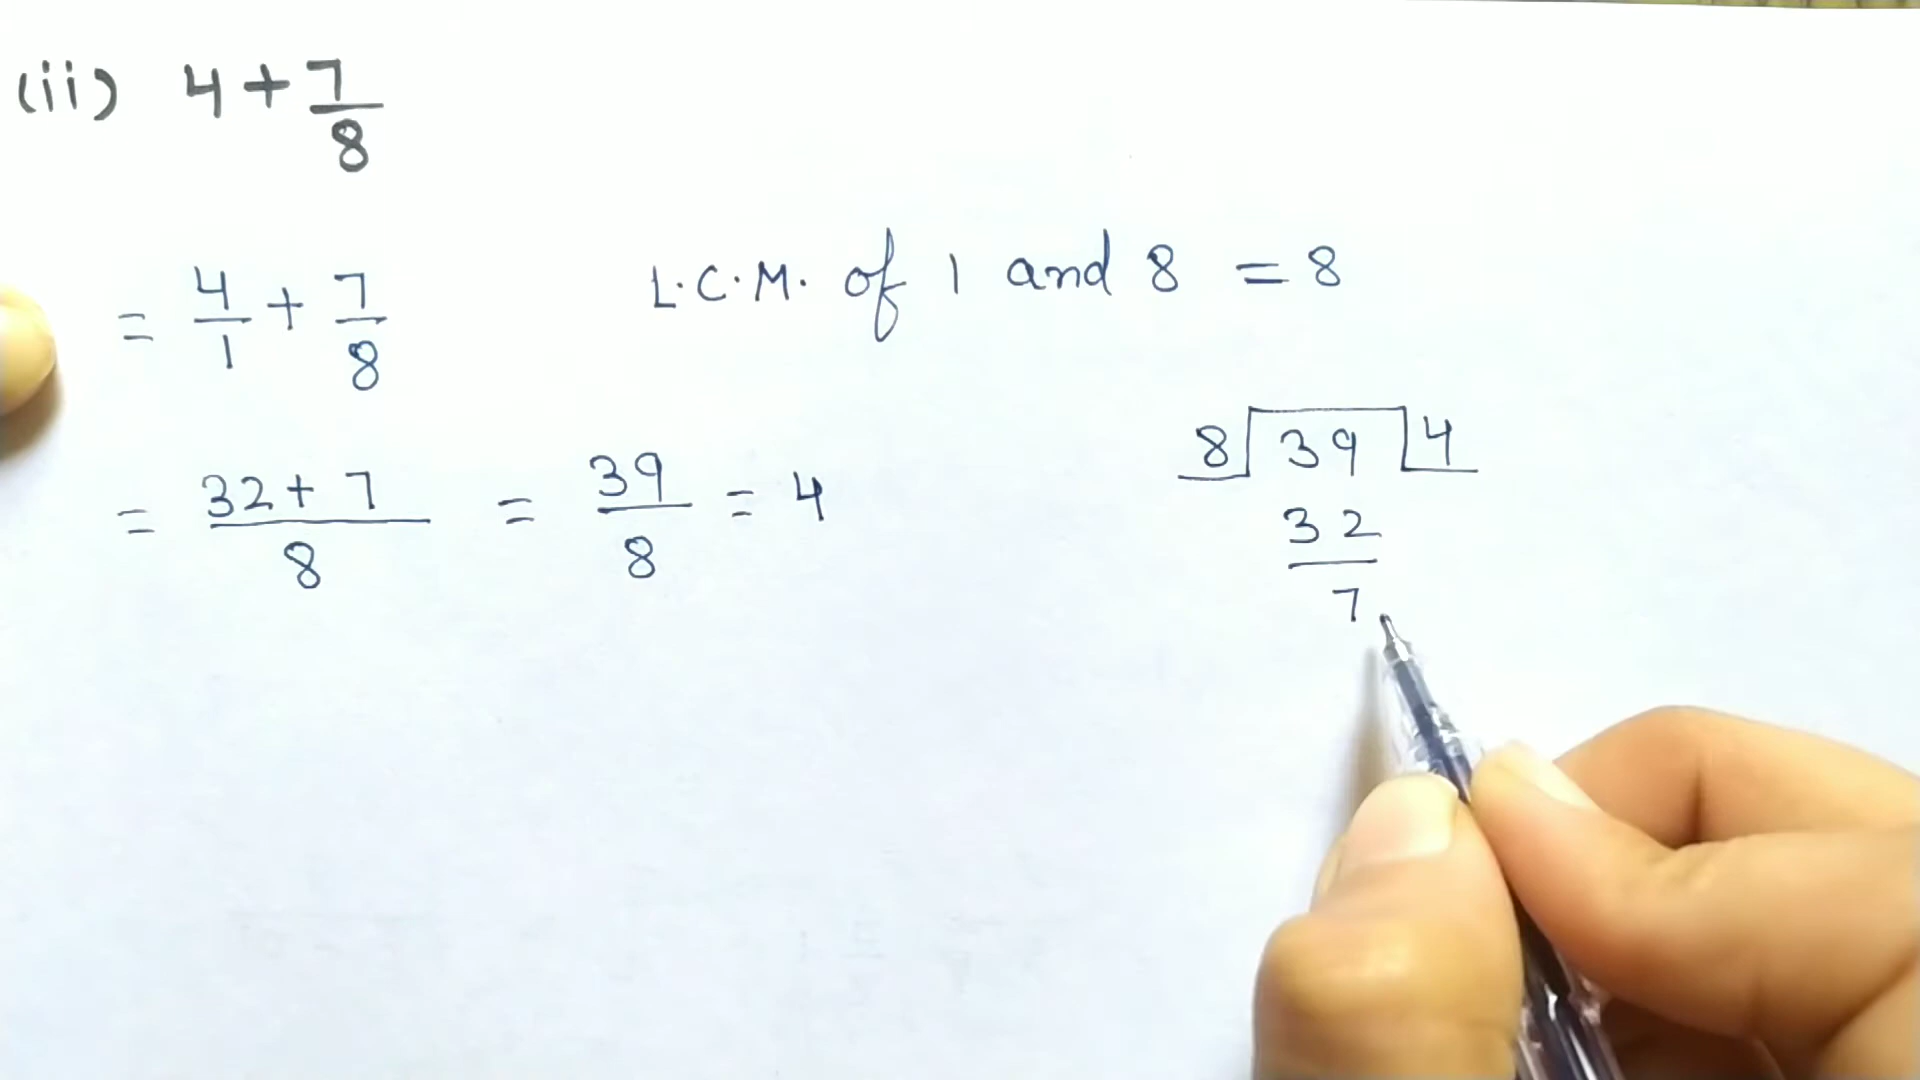 (ii) 4 + 7/8
= 4/1 + 7/8
L.C.M. of 1 and 8 = 8
= 32 + 7/8 = 39/8 = 4
8 39 4
32
7